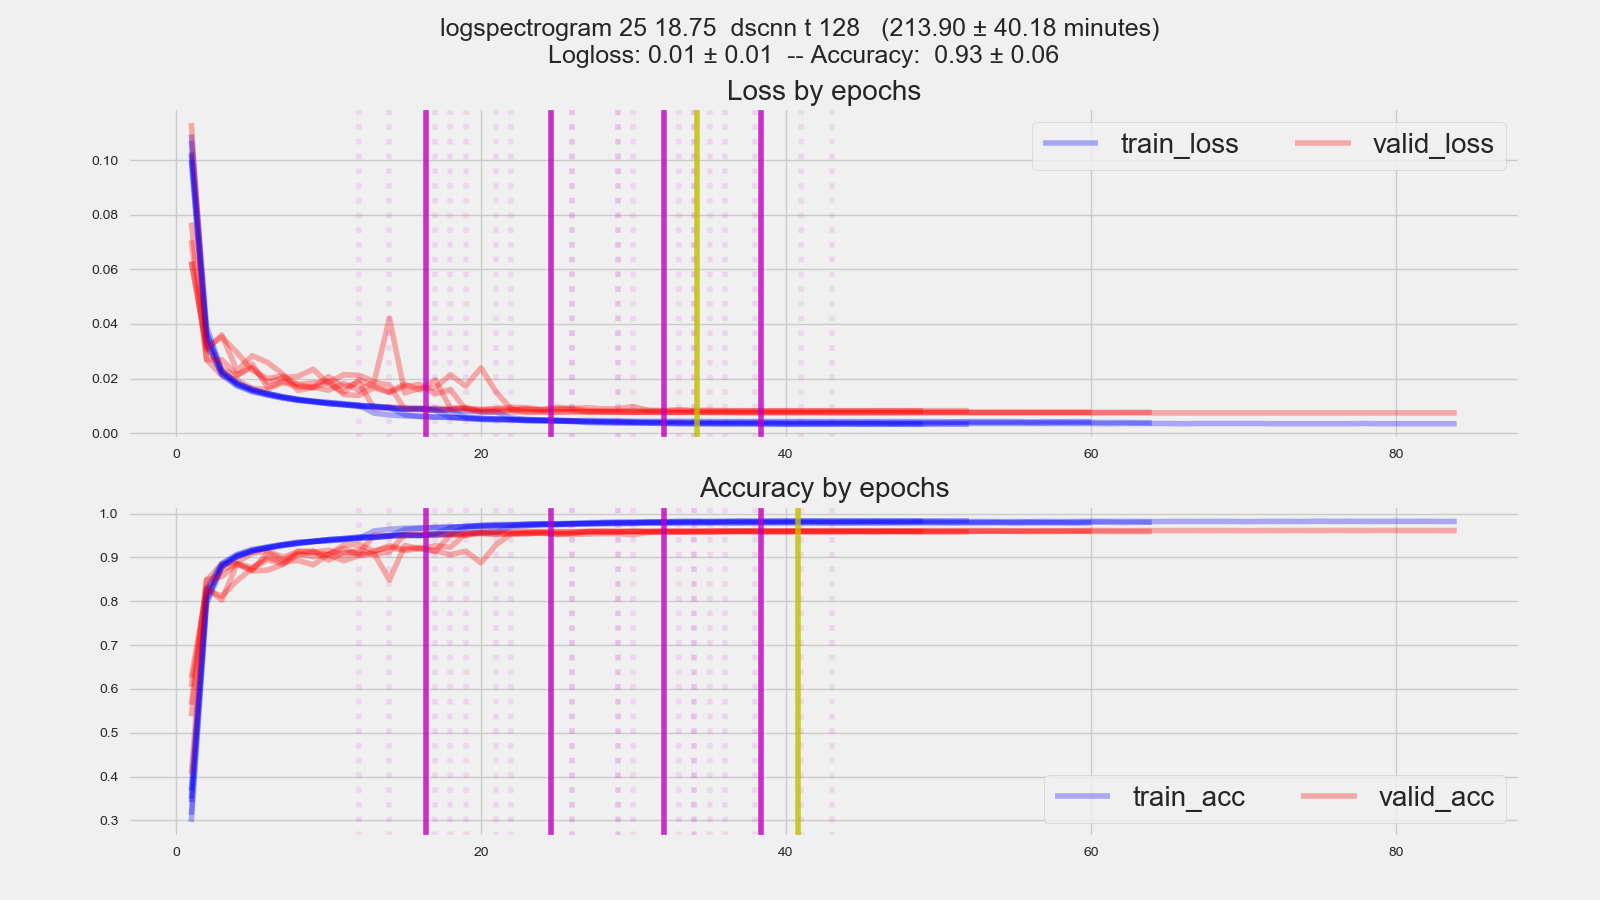 logspectrogram 25 18.75  dscnn t 128   (213.90 ± 40.18 minutes)
Logloss: 0.01 ± 0.01  -- Accuracy:  0.93 ± 0.06
Loss by epochs
train_loss valid_loss
0.10
0.08
0.06
0.04
0.02
0.00
0 20 40 60 80
Accuracy by epochs
1.0
0.9
0.8
0.7
0.6
0.5
0.4
0.3
train_acc valid_acc
0 20 40 60 80